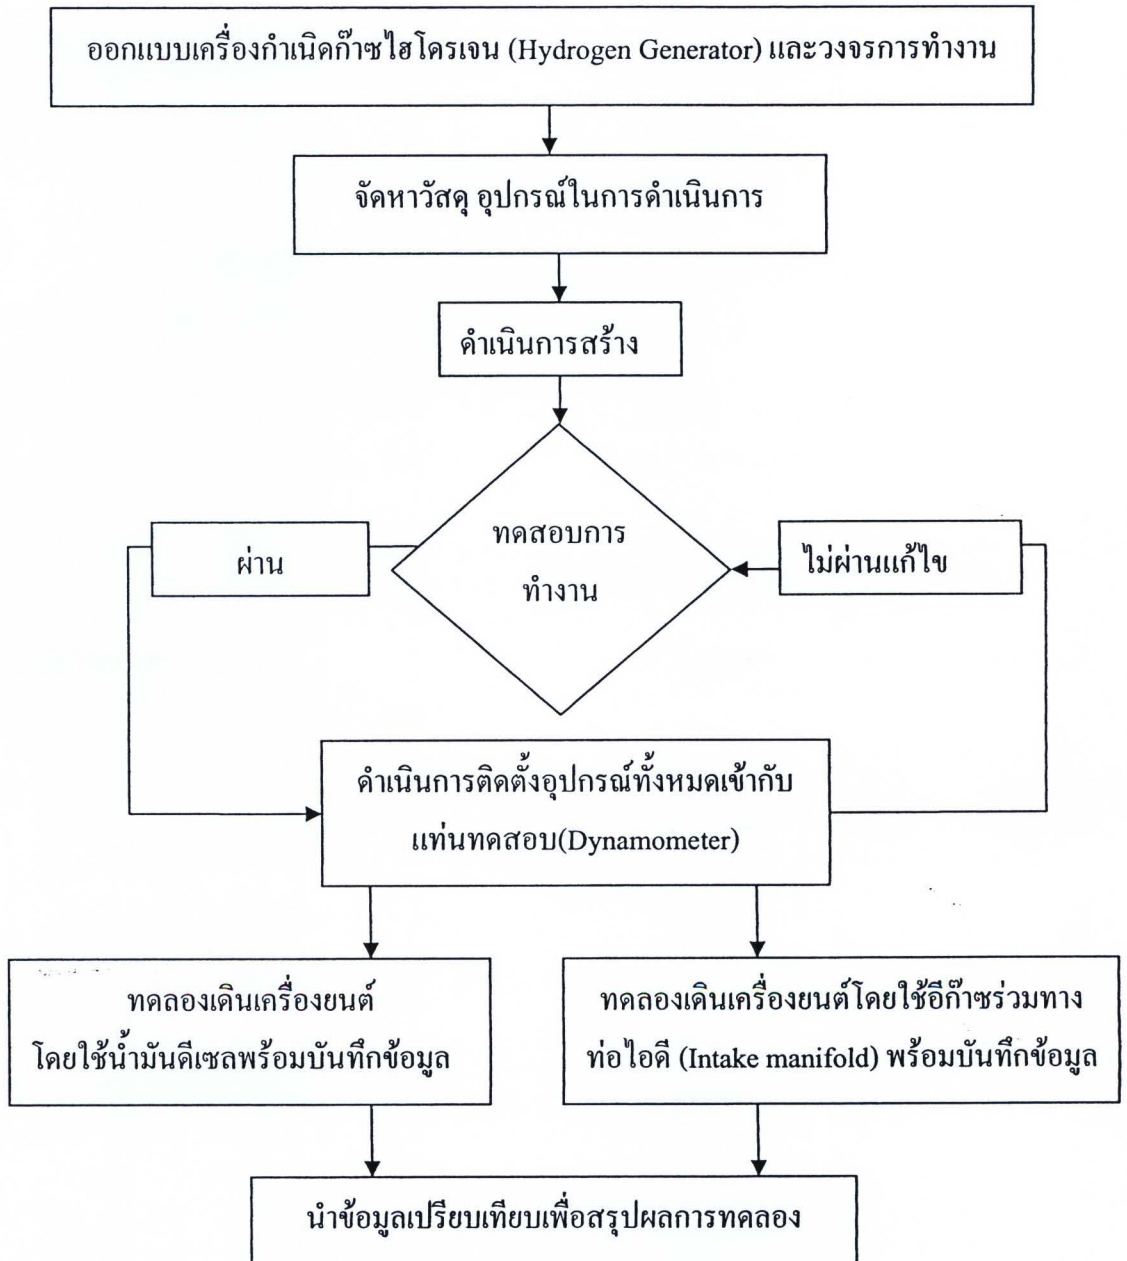 ออกแบบเครื่องกำเนิดก๊าซไฮโดรเจน (Hydrogen Generator) และวงจรการทำงาน
จัดหาวัสดุ อุปกรณ์ในการดำเนินการ
ดำเนินการสร้าง
ทดสอบการ
ทำงาน
ผ่าน
ไม่ผ่านแก้ไข
ดำเนินการติดตั้งอุปกรณ์ทั้งหมดเข้ากับ
แท่นทดสอบ(Dynamometer)
ทดลองเดินเครื่องยนต์
โดยใช้น้ำมันดีเซลพร้อมบันทึกข้อมูล
ทดลองเดินเครื่องยนต์โดยใช้อีก๊าซร่วมทาง
ท่อไอดี (Intake manifold) พร้อมบันทึกข้อมูล
นำข้อมูลเปรียบเทียบเพื่อสรุปผลการทดลอง